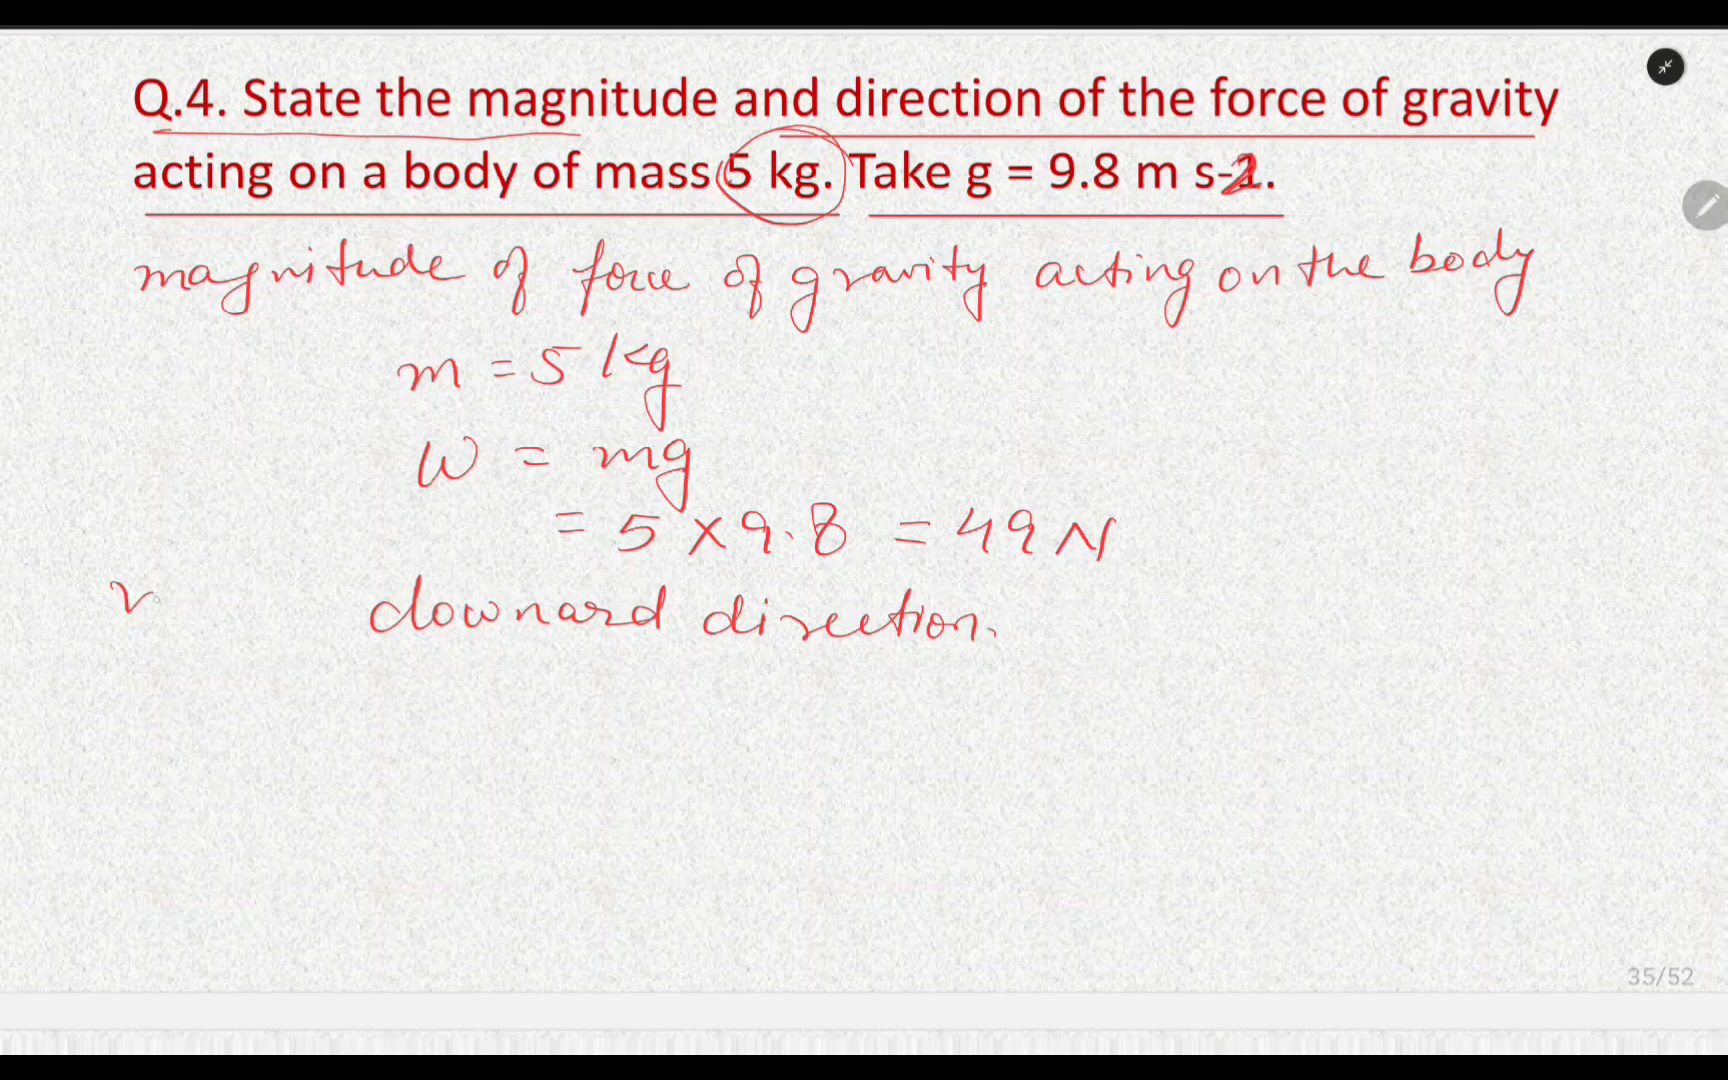 Q.4. State the magnitude and direction of the force of gravity
acting on a body of mass 5 kg. Take g = 9.8 m s-2.
magnitude of force of gravity acting on the body
m = 5 kg
W = mg
= 5 × 9.8 = 49 N
downard direction.
35/52